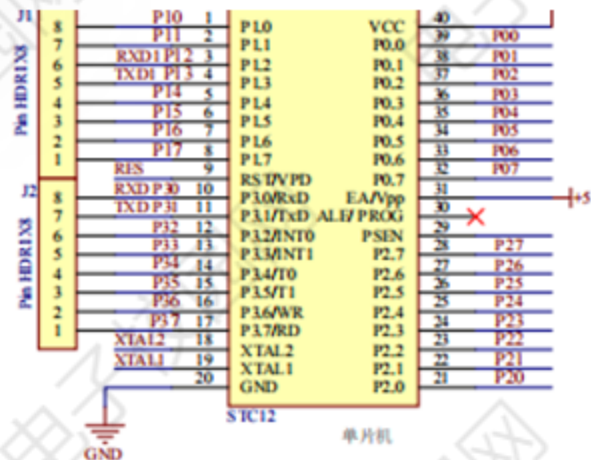 J1
8 P10 1 P1.0 VCC 40
7 P11 2 P1.1 P0.0 39 P00
6 RXD1 P12 3 P1.2 P0.1 38 P01
5 TXD1 P13 4 P1.3 P0.2 37 P02
4 P14 5 P1.4 P0.3 36 P03
3 P15 6 P1.5 P0.4 35 P04
2 P16 7 P1.6 P0.5 34 P05
1 P17 8 P1.7 P0.6 33 P06
RES 9 RST/VPD P0.7 32 P07
Pin HDR1X8
J2
8 RXD P30 10 P3.0/RxD EA/Vpp 31 +5
7 TXD P31 11 P3.1/TxD ALE/PROG 30
6 P32 12 P3.2/INT0 PSEN 29
5 P33 13 P3.3/INT1 P2.7 28 P27
4 P34 14 P3.4/T0 P2.6 27 P26
3 P35 15 P3.5/T1 P2.5 26 P25
2 P36 16 P3.6/WR P2.4 25 P24
1 P37 17 P3.7/RD P2.3 24 P23
XTAL2 18 XTAL2 P2.2 23 P22
XTAL1 19 XTAL1 P2.1 22 P21
20 GND P2.0 21 P20
Pin HDR1X8
STC12
单片机
GND